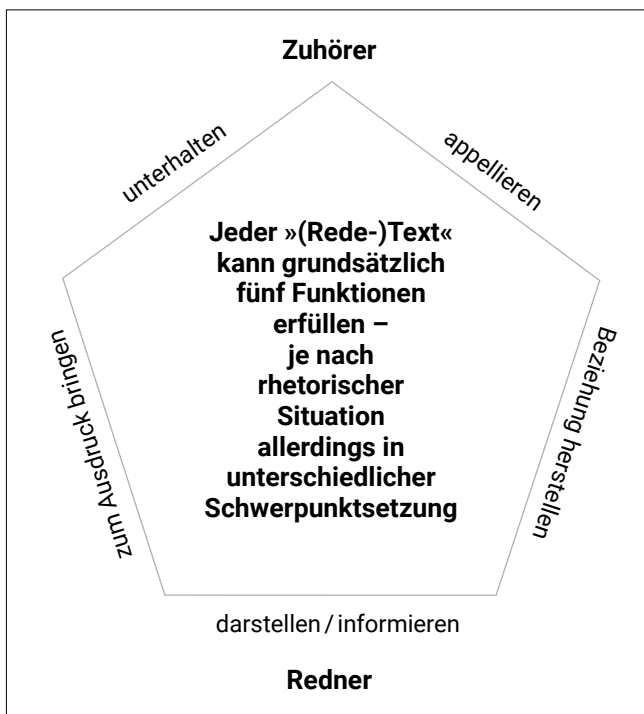 Zuhörer
unterhalten
appellieren
Jeder »(Rede-)Text«
kann grundsätzlich
fünf Funktionen
erfüllen –
je nach
rhetorischer
Situation
allerdings in
unterschiedlicher
Schwerpunktsetzung
zum Ausdruck bringen
Beziehung herstellen
darstellen / informieren
Redner